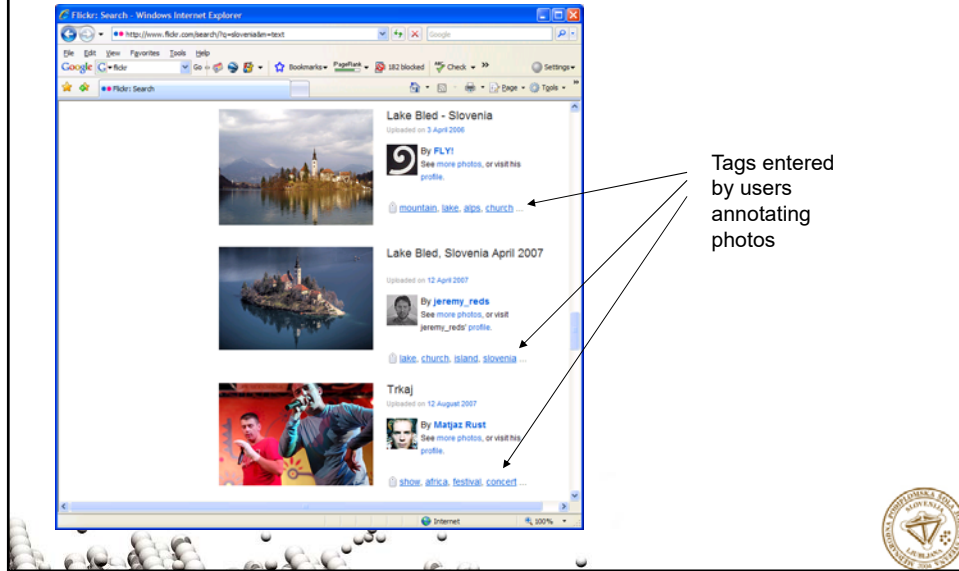 Flickr: Search - Windows Internet Explorer
http://www.flickr.com/search/?q=slovenia&m=text
Google
File Edit View Favorites Tools Help
Google flickr Go Bookmarks PageRank 182 blocked Check Settings
Flickr: Search Page Tools
Lake Bled - Slovenia
Uploaded on 3 April 2006
By FLY!
See more photos, or visit his
profile.
mountain, lake, alps, church ...
Tags entered
by users
annotating
photos
Lake Bled, Slovenia April 2007
Uploaded on 12 April 2007
By jeremy_reds
See more photos, or visit
jeremy_reds' profile.
lake, church, island, slovenia ...
Trkaj
Uploaded on 12 August 2007
By Matjaz Rust
See more photos, or visit his
profile.
show, africa, festival, concert ...
Internet 100%